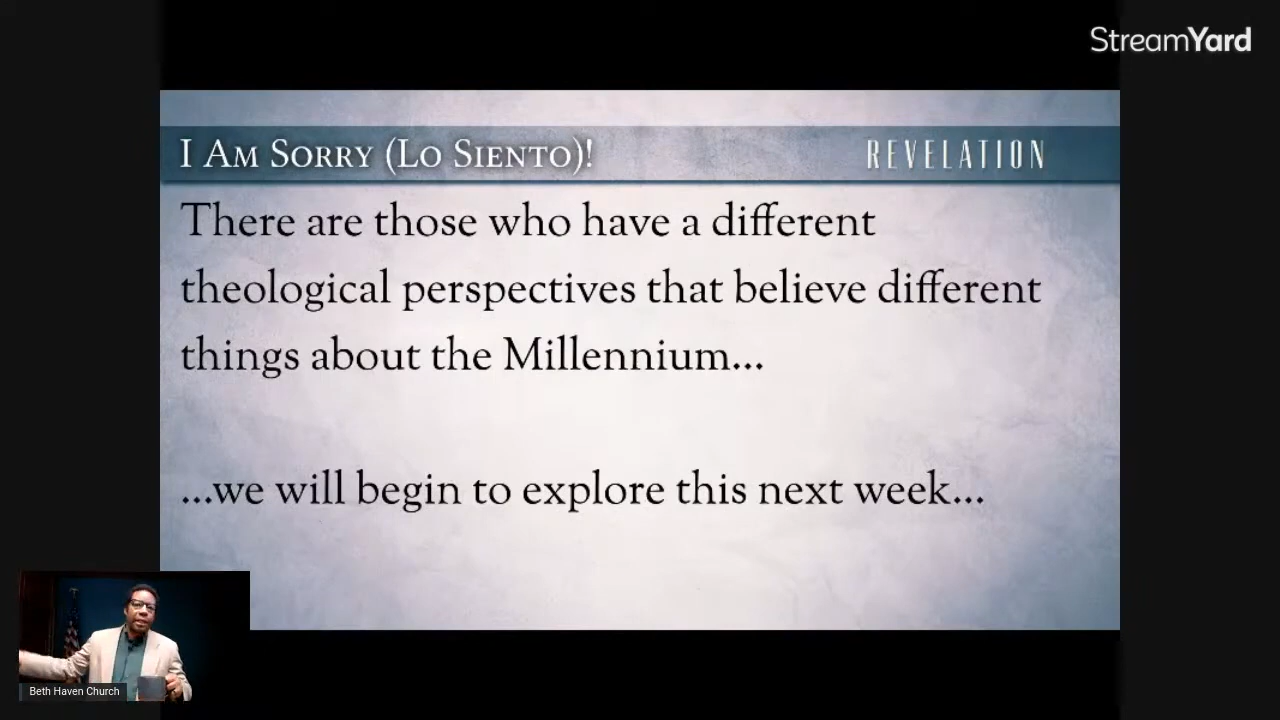 StreamYard
I Am Sorry (Lo Siento)!
REVELATION
There are those who have a different
theological perspectives that believe different
things about the Millennium...
...we will begin to explore this next week...
Beth Haven Church